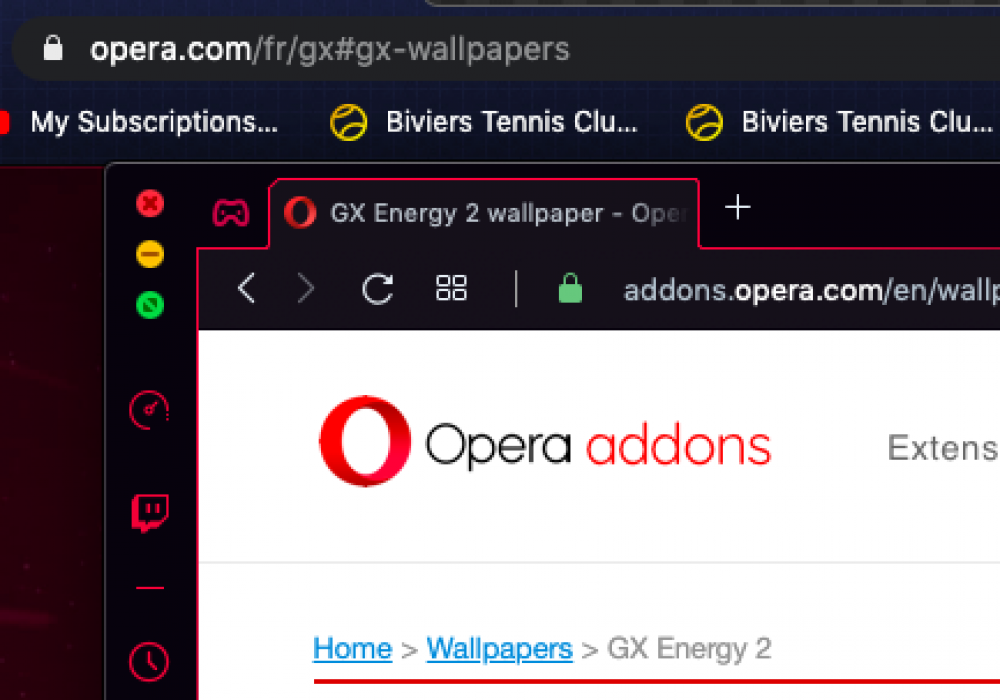 opera.com/fr/gx#gx-wallpapers
My Subscriptions... Biviers Tennis Clu... Biviers Tennis Clu...
GX Energy 2 wallpaper - Oper
addons.opera.com/en/wallp
Opera addons Extens
Home > Wallpapers > GX Energy 2